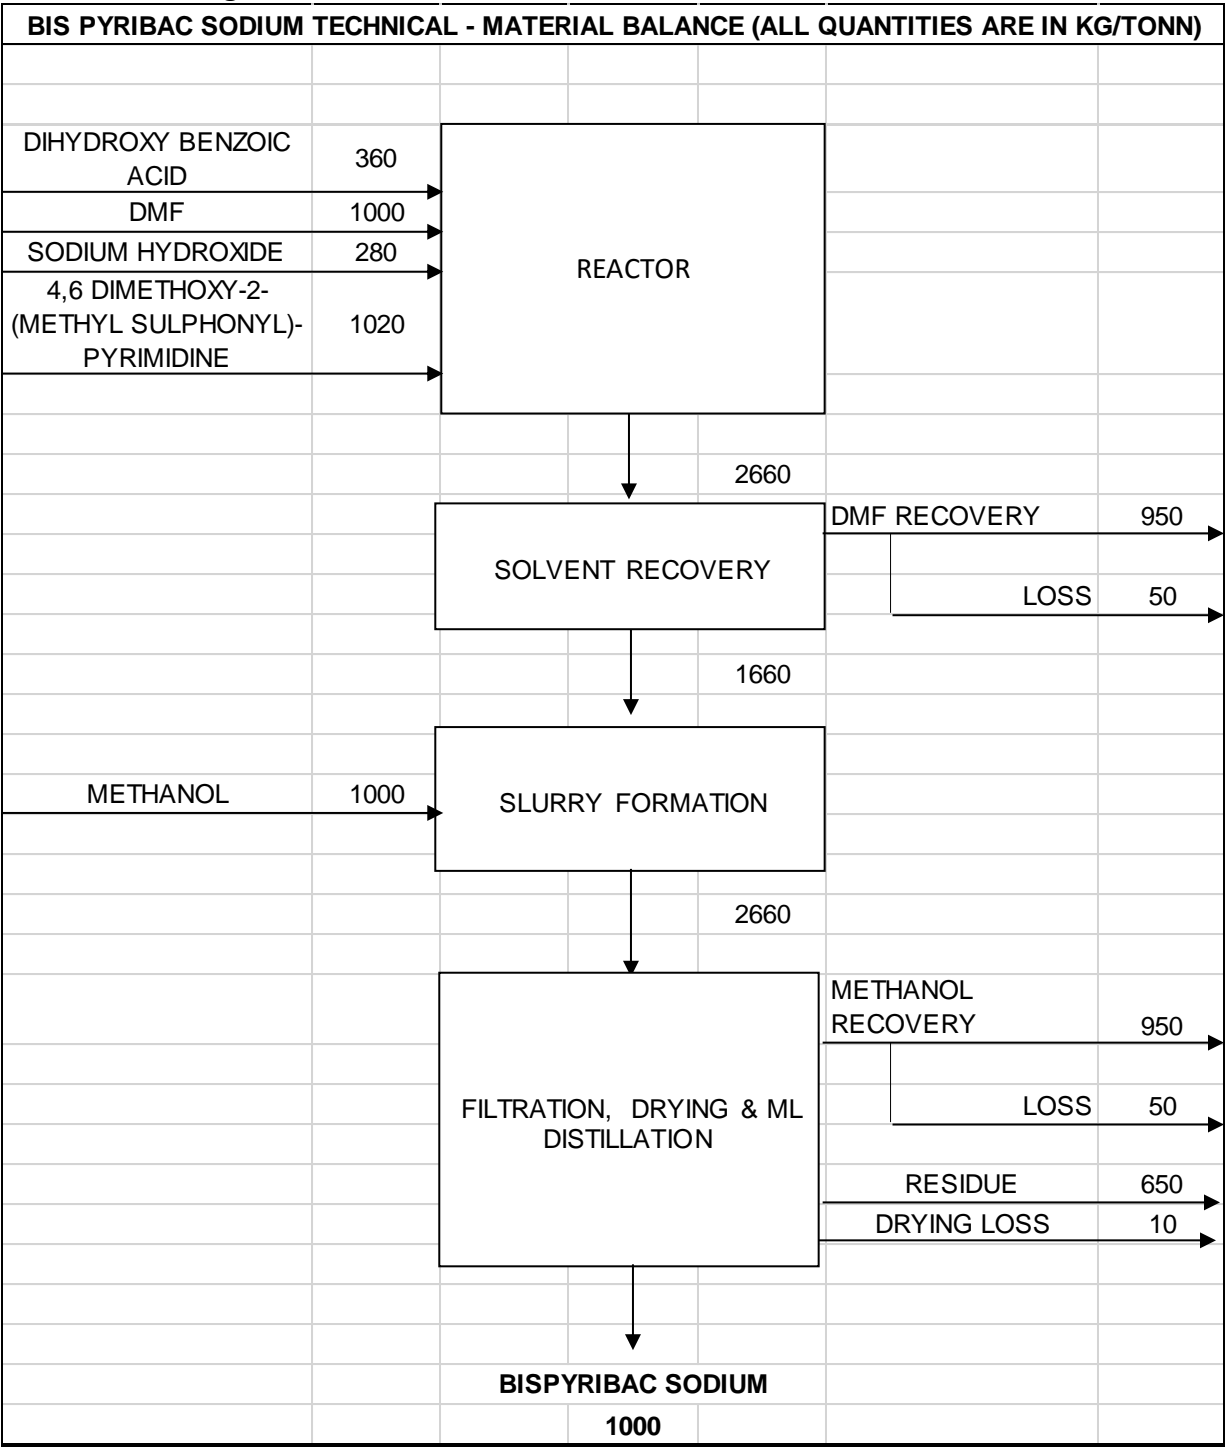 BIS PYRIBAC SODIUM TECHNICAL - MATERIAL BALANCE (ALL QUANTITIES ARE IN KG/TONN)
DIHYDROXY BENZOIC
ACID
360
DMF
1000
SODIUM HYDROXIDE
280
4,6 DIMETHOXY-2-
(METHYL SULPHONYL)-
PYRIMIDINE
1020
REACTOR
2660
SOLVENT RECOVERY
DMF RECOVERY
950
LOSS
50
1660
METHANOL
1000
SLURRY FORMATION
2660
FILTRATION, DRYING & ML
DISTILLATION
METHANOL
RECOVERY
950
LOSS
50
RESIDUE
650
DRYING LOSS
10
BISPYRIBAC SODIUM
1000